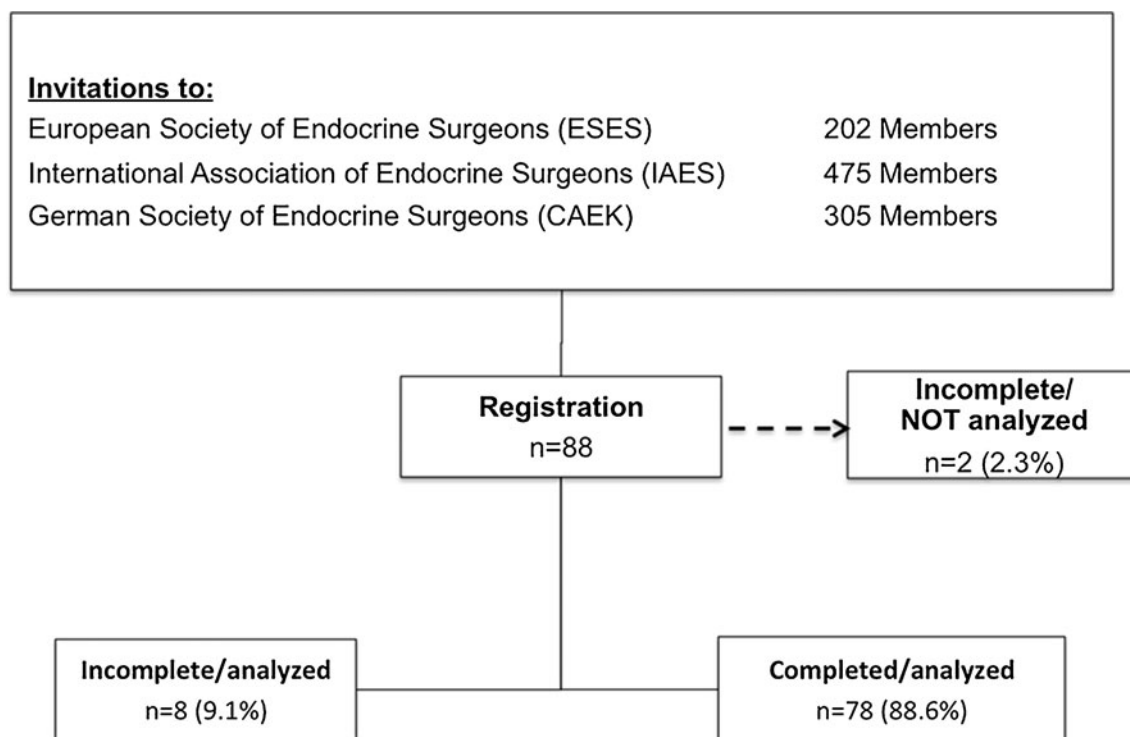 Invitations to:
European Society of Endocrine Surgeons (ESES) 202 Members
International Association of Endocrine Surgeons (IAES) 475 Members
German Society of Endocrine Surgeons (CAEK) 305 Members
Registration
n=88
Incomplete/
NOT analyzed
n=2 (2.3%)
Incomplete/analyzed
n=8 (9.1%)
Completed/analyzed
n=78 (88.6%)